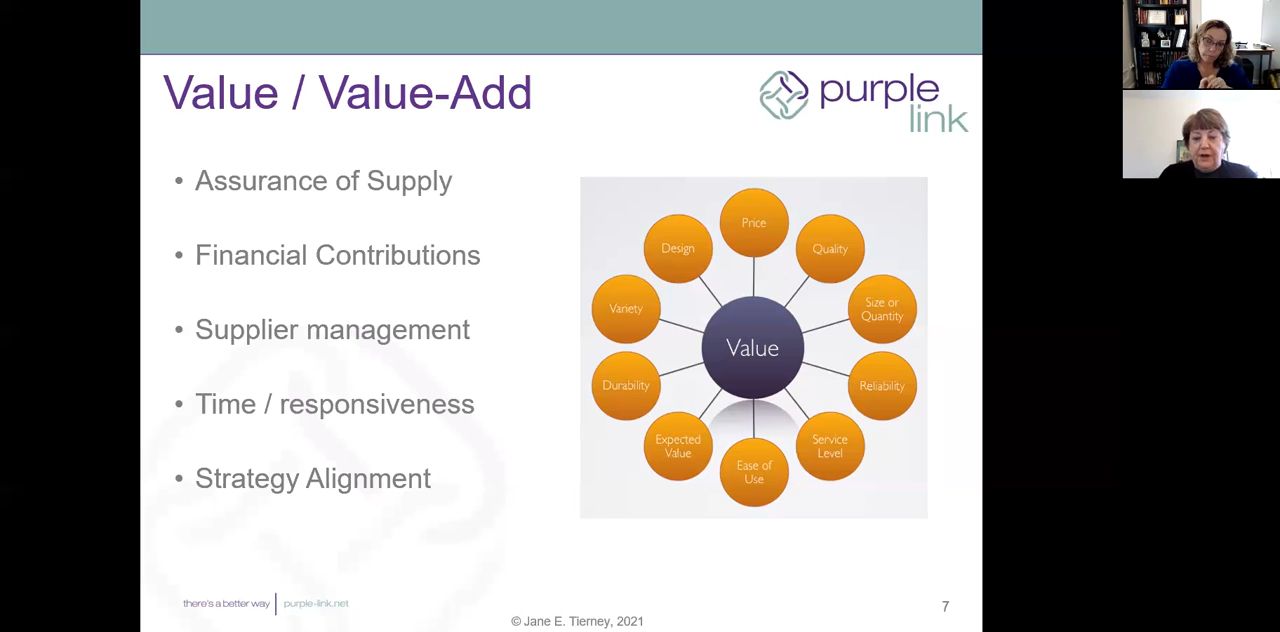 Value / Value-Add
purple
link
• Assurance of Supply
• Financial Contributions
• Supplier management
• Time / responsiveness
• Strategy Alignment
Price
Design
Quality
Variety
Size or
Quantity
Value
Durability
Reliability
Expected
Value
Service
Level
Ease of
Use
there's a better way
purple-link.net
7
© Jane E. Tierney, 2021